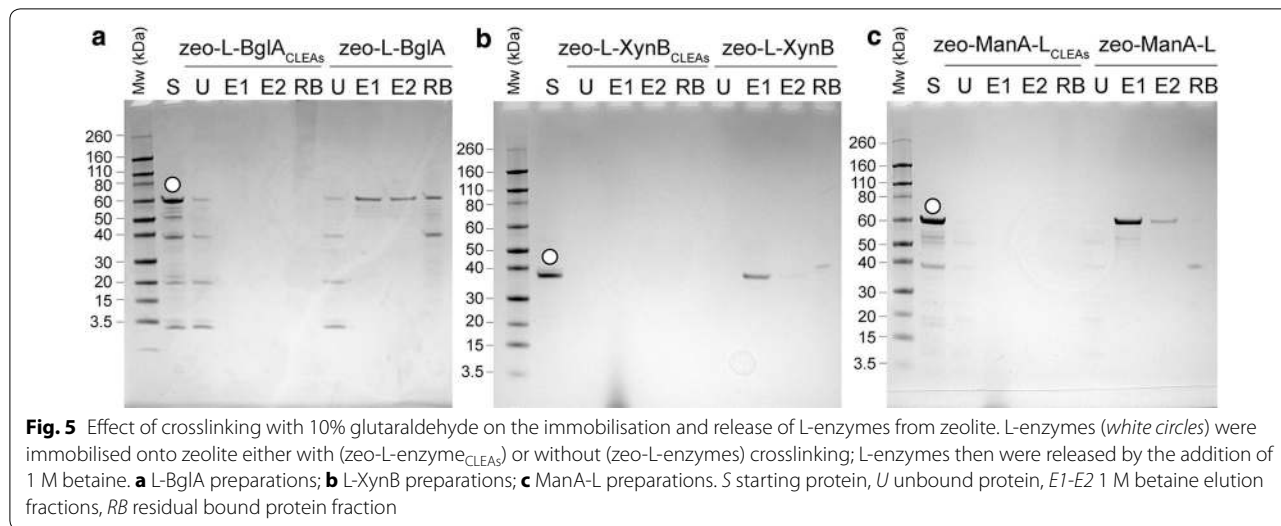 a
Mw (kDa)
zeo-L-BglA_CLEAs zeo-L-BglA
S U E1 E2 RB U E1 E2 RB
260
160
110
80
60
50
40
30
20
15
3.5
b
Mw (kDa)
zeo-L-XynB_CLEAs zeo-L-XynB
S U E1 E2 RB U E1 E2 RB
260
160
110
80
60
50
40
30
20
15
3.5
c
Mw (kDa)
zeo-ManA-L_CLEAs zeo-ManA-L
S U E1 E2 RB U E1 E2 RB
260
160
110
80
60
50
40
30
20
15
3.5
Fig. 5 Effect of crosslinking with 10% glutaraldehyde on the immobilisation and release of L-enzymes from zeolite. L-enzymes (white circles) were
immobilised onto zeolite either with (zeo-L-enzyme_CLEAs) or without (zeo-L-enzymes) crosslinking; L-enzymes then were released by the addition of
1 M betaine. a L-BglA preparations; b L-XynB preparations; c ManA-L preparations. S starting protein, U unbound protein, E1-E2 1 M betaine elution
fractions, RB residual bound protein fraction